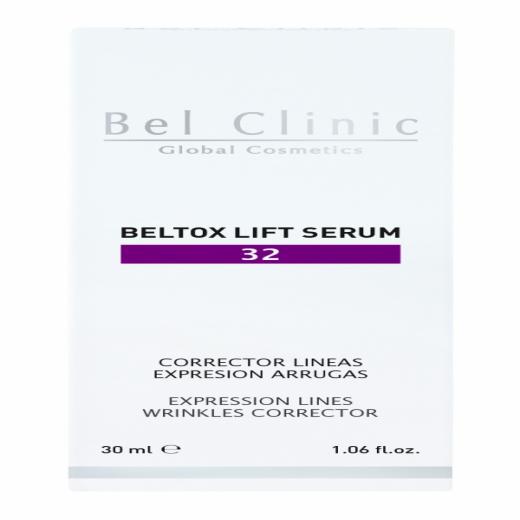 Bel Clinic
Global Cosmetics
BELTOX LIFT SERUM
32
CORRECTOR LINEAS
EXPRESION ARRUGAS
EXPRESSION LINES
WRINKLES CORRECTOR
30 ml ℮ 1.06 fl.oz.